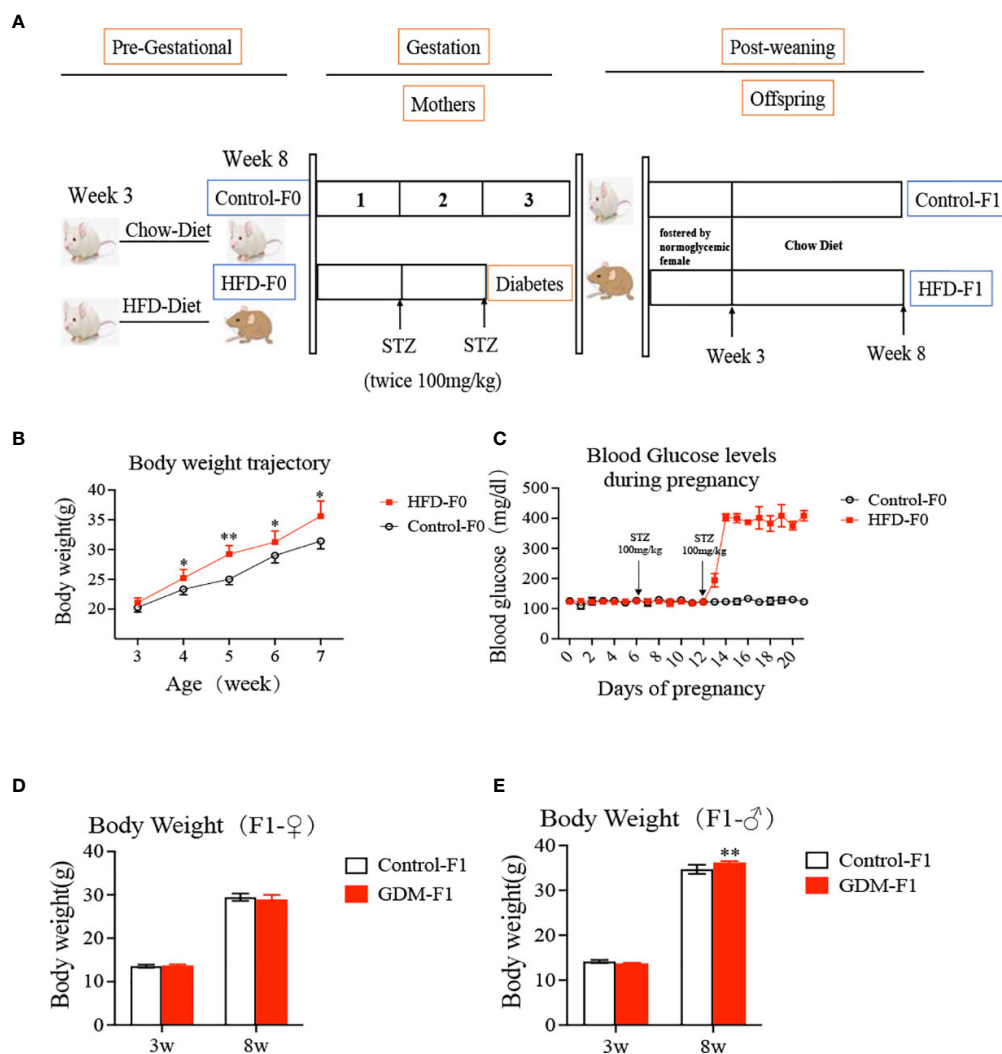 A
Pre-Gestational
Gestation
Post-weaning
Mothers
Offspring
Week 8
Week 3
Control-F0
1
2
3
Control-F1
Chow-Diet
fostered by
normoglycemic
female
Chow Diet
HFD-F0
Diabetes
HFD-F1
HFD-Diet
STZ
STZ
Week 3
Week 8
(twice 100mg/kg)
B
Body weight trajectory
40
35
30
25
20
Body weight(g)
*
**
*
*
HFD-F0
Control-F0
3
4
5
6
7
Age（week）
C
Blood Glucose levels
during pregnancy
Blood glucose（mg/dl）
500
400
300
200
100
0
STZ
100mg/kg
STZ
100mg/kg
Control-F0
HFD-F0
0
2
4
6
8
10
12
14
16
18
20
Days of pregnancy
D
Body Weight（F1-♀）
Body weight(g)
40
30
20
10
0
Control-F1
GDM-F1
3w
8w
E
Body Weight（F1-♂）
Body weight(g)
40
30
20
10
0
**
Control-F1
GDM-F1
3w
8w